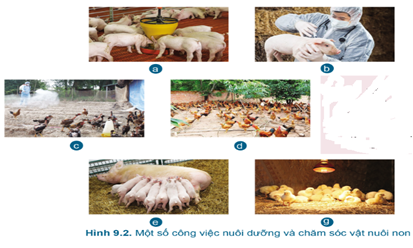 a
b
c
d
e
g
Hình 9.2. Một số công việc nuôi dưỡng và chăm sóc vật nuôi non